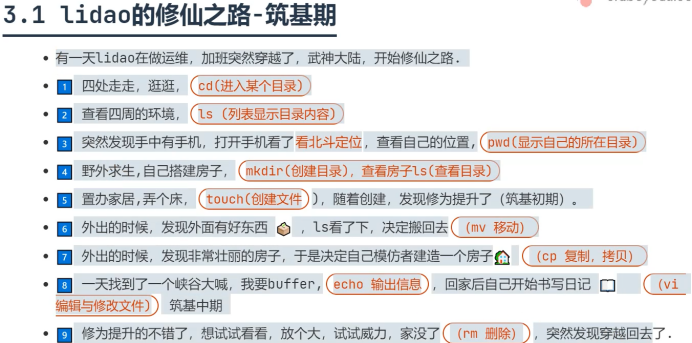 3.1 lidao的修仙之路-筑基期
有一天lidao在做运维，加班突然穿越了，武神大陆，开始修仙之路.
1 四处走走，逛逛， cd(进入某个目录)
2 查看四周的环境， ls （列表显示目录内容）
3 突然发现手中有手机，打开手机看了看北斗定位，查看自己的位置，pwd(显示自己的所在目录)
4 野外求生,自己搭建房子， mkdir(创建目录)，查看房子ls(查看目录)
5 置办家居,弄个床， touch(创建文件))，随着创建，发现修为提升了（筑基初期）。
6 外出的时候，发现外面有好东西 ，ls看了下，决定搬回去 （mv 移动）
7 外出的时候，发现非常壮丽的房子，于是决定自己模仿者建造一个房子 （cp 复制，拷贝）
8 一天找到了一个峡谷大喊，我要buffer，echo 输出信息，回家后自己开始书写日记 （vi
编辑与修改文件） 筑基中期
9 修为提升的不错了，想试试看看，放个大，试试威力，家没了（rm 删除），突然发现穿越回去了.